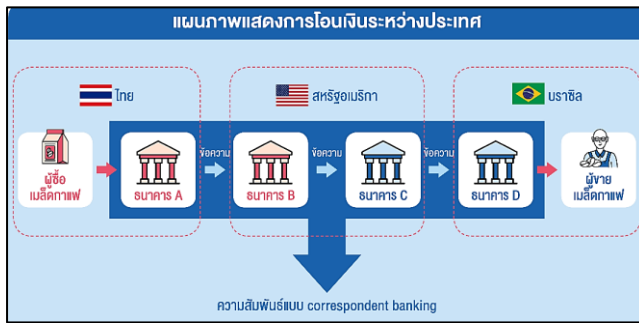 แผนภาพแสดงการโอนเงินระหว่างประเทศ
ไทย
สหรัฐอเมริกา
บราซิล
ผู้ซื้อ
เมล็ดกาแฟ
ธนาคาร A
ข้อความ
ธนาคาร B
ข้อความ
ธนาคาร C
ข้อความ
ธนาคาร D
ผู้ขาย
เมล็ดกาแฟ
ความสัมพันธ์แบบ correspondent banking